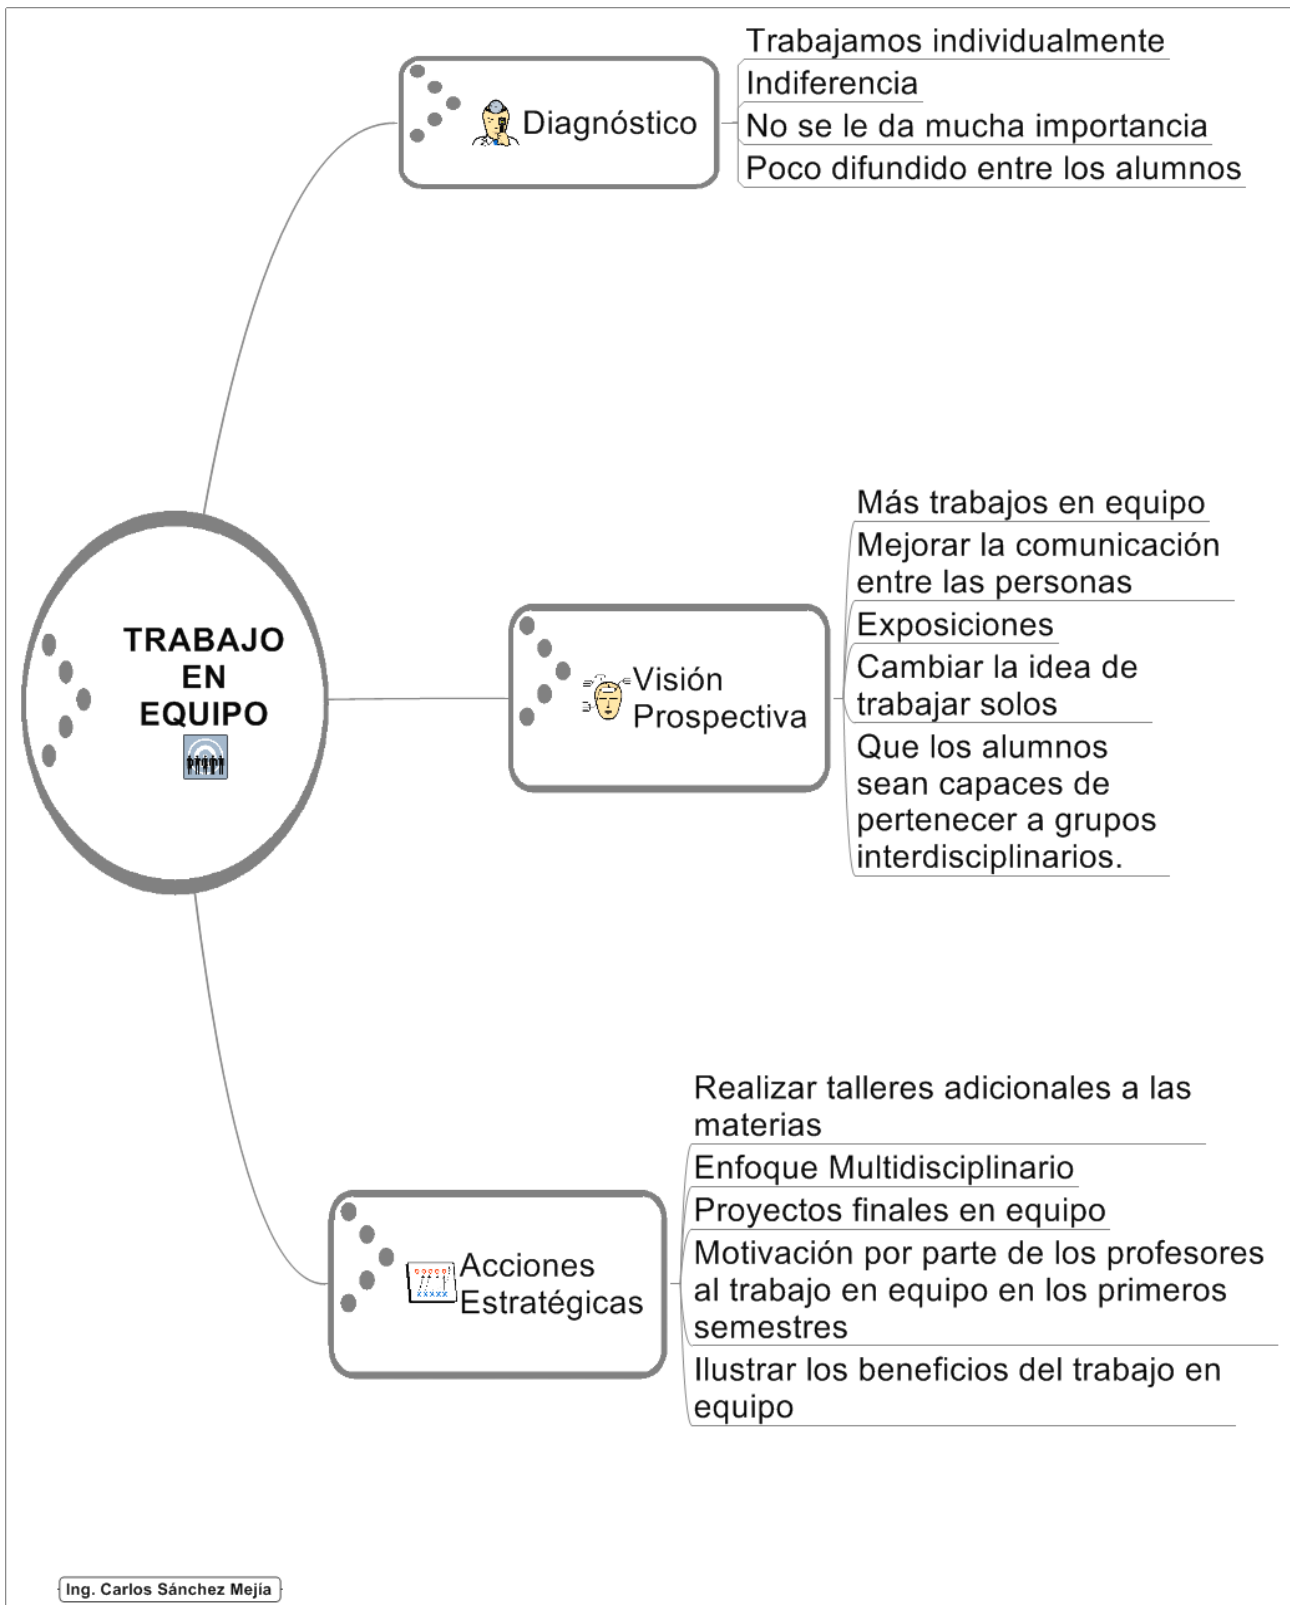 Trabajamos individualmente
Indiferencia
Diagnóstico
No se le da mucha importancia
Poco difundido entre los alumnos
TRABAJO
EN
EQUIPO
Visión
Prospectiva
Más trabajos en equipo
Mejorar la comunicación
entre las personas
Exposiciones
Cambiar la idea de
trabajar solos
Que los alumnos
sean capaces de
pertenecer a grupos
interdisciplinarios.
Acciones
Estratégicas
Realizar talleres adicionales a las
materias
Enfoque Multidisciplinario
Proyectos finales en equipo
Motivación por parte de los profesores
al trabajo en equipo en los primeros
semestres
Ilustrar los beneficios del trabajo en
equipo
Ing. Carlos Sánchez Mejía